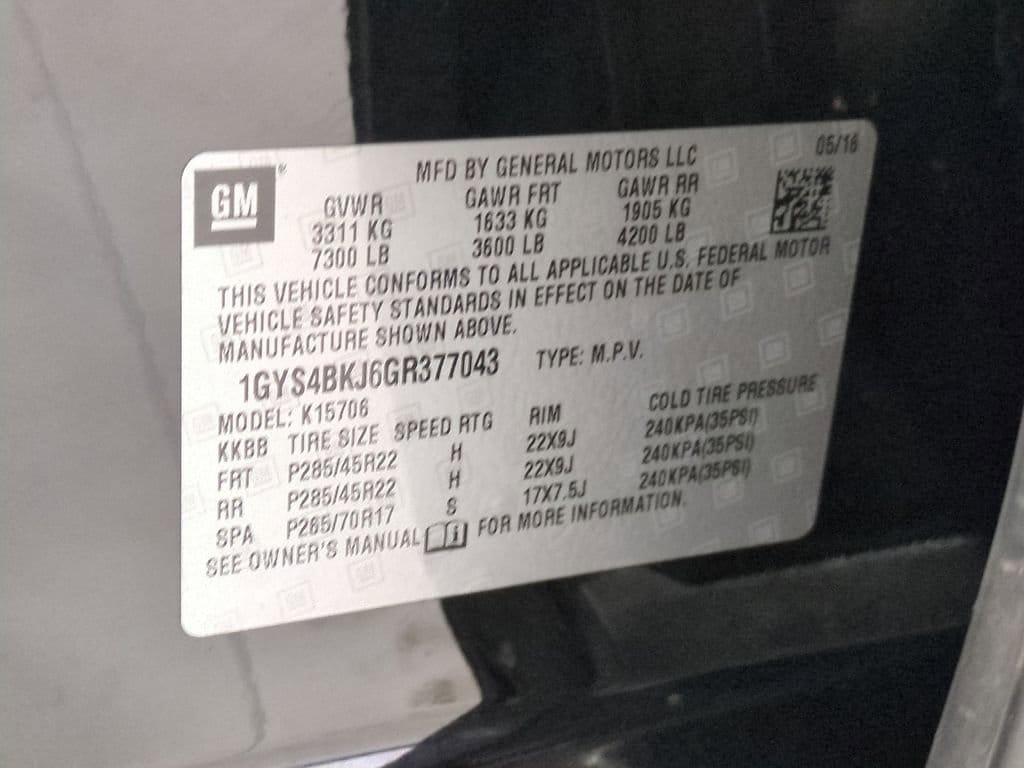 MFD BY GENERAL MOTORS LLC 05/16
GM®
GVWR GAWR FRT GAWR RR
3311 KG 1633 KG 1905 KG
7300 LB 3600 LB 4200 LB
THIS VEHICLE CONFORMS TO ALL APPLICABLE U.S. FEDERAL MOTOR
VEHICLE SAFETY STANDARDS IN EFFECT ON THE DATE OF
MANUFACTURE SHOWN ABOVE.
1GYS4BKJ6GR377043 TYPE: M.P.V.
MODEL: K15706
KKBB TIRE SIZE SPEED RTG RIM COLD TIRE PRESSURE
FRT P285/45R22 H 22X9J 240KPA(35PSI)
RR P285/45R22 H 22X9J 240KPA(35PSI)
SPA P265/70R17 S 17X7.5J 240KPA(35PSI)
SEE OWNER'S MANUAL FOR MORE INFORMATION.